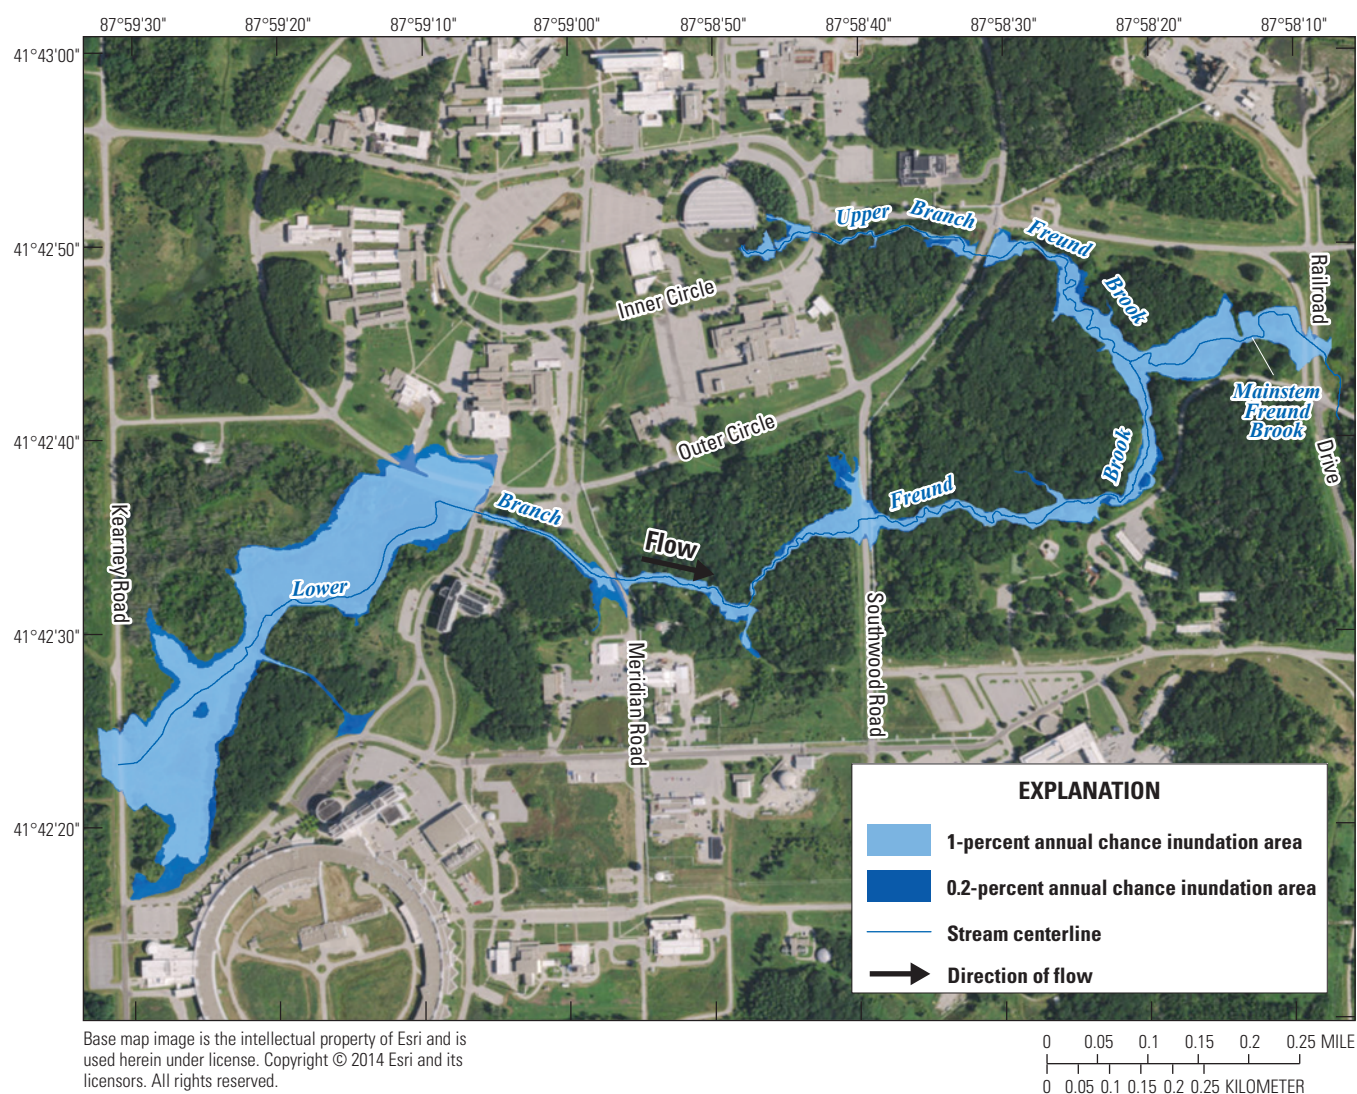 87°59'30" 87°59'20" 87°59'10" 87°59'00" 87°58'50" 87°58'40" 87°58'30" 87°58'20" 87°58'10"
41°43'00"
41°42'50"
41°42'40"
41°42'30"
41°42'20"
Upper Branch Freund Brook
Railroad Drive
Inner Circle
Mainstem
Freund
Brook
Outer Circle
Kearney Road
Lower Branch Freund Brook
Flow
Southwood Road
Meridian Road
EXPLANATION
1-percent annual chance inundation area
0.2-percent annual chance inundation area
Stream centerline
Direction of flow
Base map image is the intellectual property of Esri and is
used herein under license. Copyright © 2014 Esri and its
licensors. All rights reserved.
0 0.05 0.1 0.15 0.2 0.25 MILE
0 0.05 0.1 0.15 0.2 0.25 KILOMETER